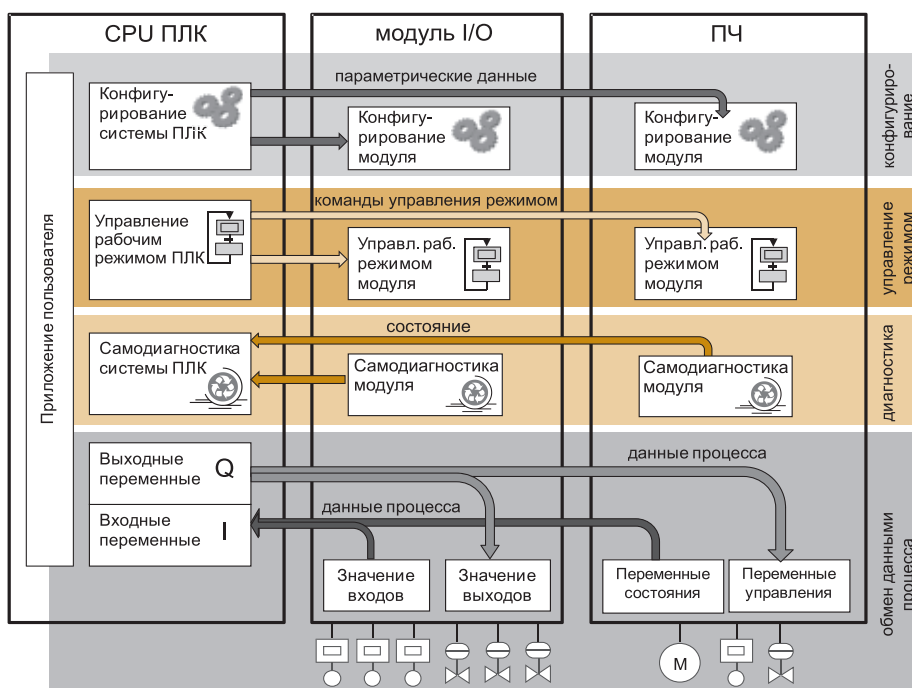 CPU ПЛК
модуль I/O
ПЧ
Приложение пользователя
параметрические данные
Конфигу-
рирование
системы ПЛК
Конфигу-
рирование
модуля
Конфигу-
рирование
модуля
конфигуриро-
вание
команды управления режимом
Управление
рабочим
режимом ПЛК
Управл. раб.
режимом
модуля
Управл. раб.
режимом
модуля
управление
режимом
состояние
Самодиагностика
системы ПЛК
Самодиагностика
модуля
Самодиагностика
модуля
диагностика
Выходные
переменные Q
данные процесса
Входные
переменные I
данные процесса
Значение
входов
Значение
выходов
Переменные
состояния
Переменные
управления
обмен данными
процесса
M